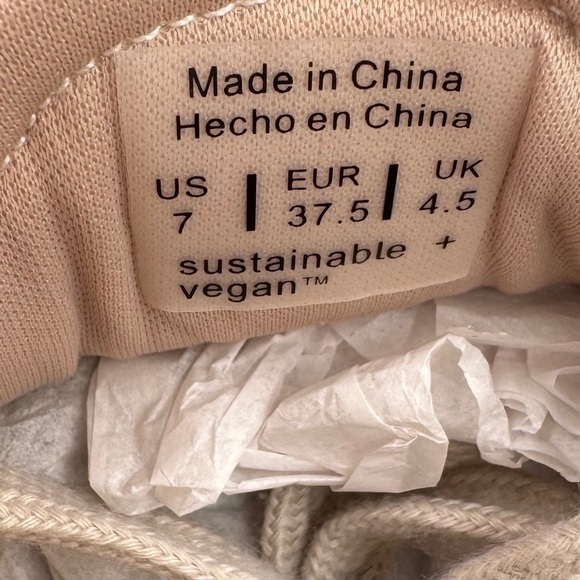 Made in China
Hecho en China
US | EUR | UK
7 | 37.5 | 4.5
sustainable +
vegan™